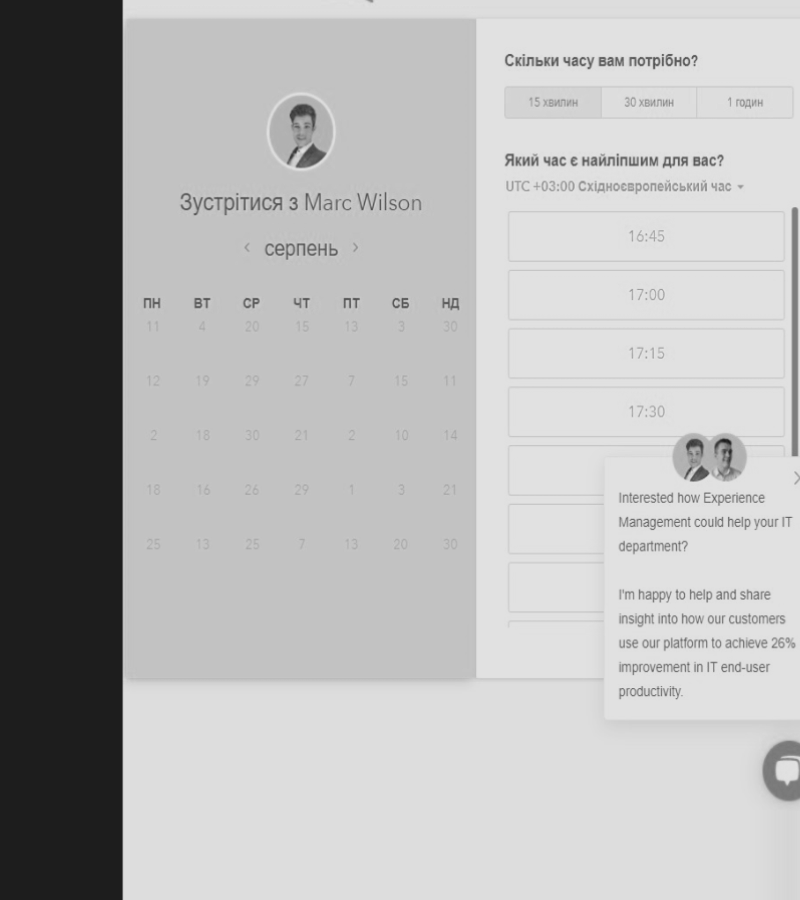 Зустрітися з Marc Wilson
серпень
ПН ВТ СР ЧТ ПТ СБ НД
11 4 20 15 13 3 30
12 19 29 27 7 15 11
2 18 30 21 2 10 14
18 16 26 29 1 3 21
25 13 25 7 13 20 30
Скільки часу вам потрібно?
15 хвилин 30 хвилин 1 годин
Який час є найліпшим для вас?
UTC +03:00 Східноєвропейський час
16:45
17:00
17:15
17:30
Interested how Experience
Management could help your IT
department?
I'm happy to help and share
insight into how our customers
use our platform to achieve 26%
improvement in IT end-user
productivity.